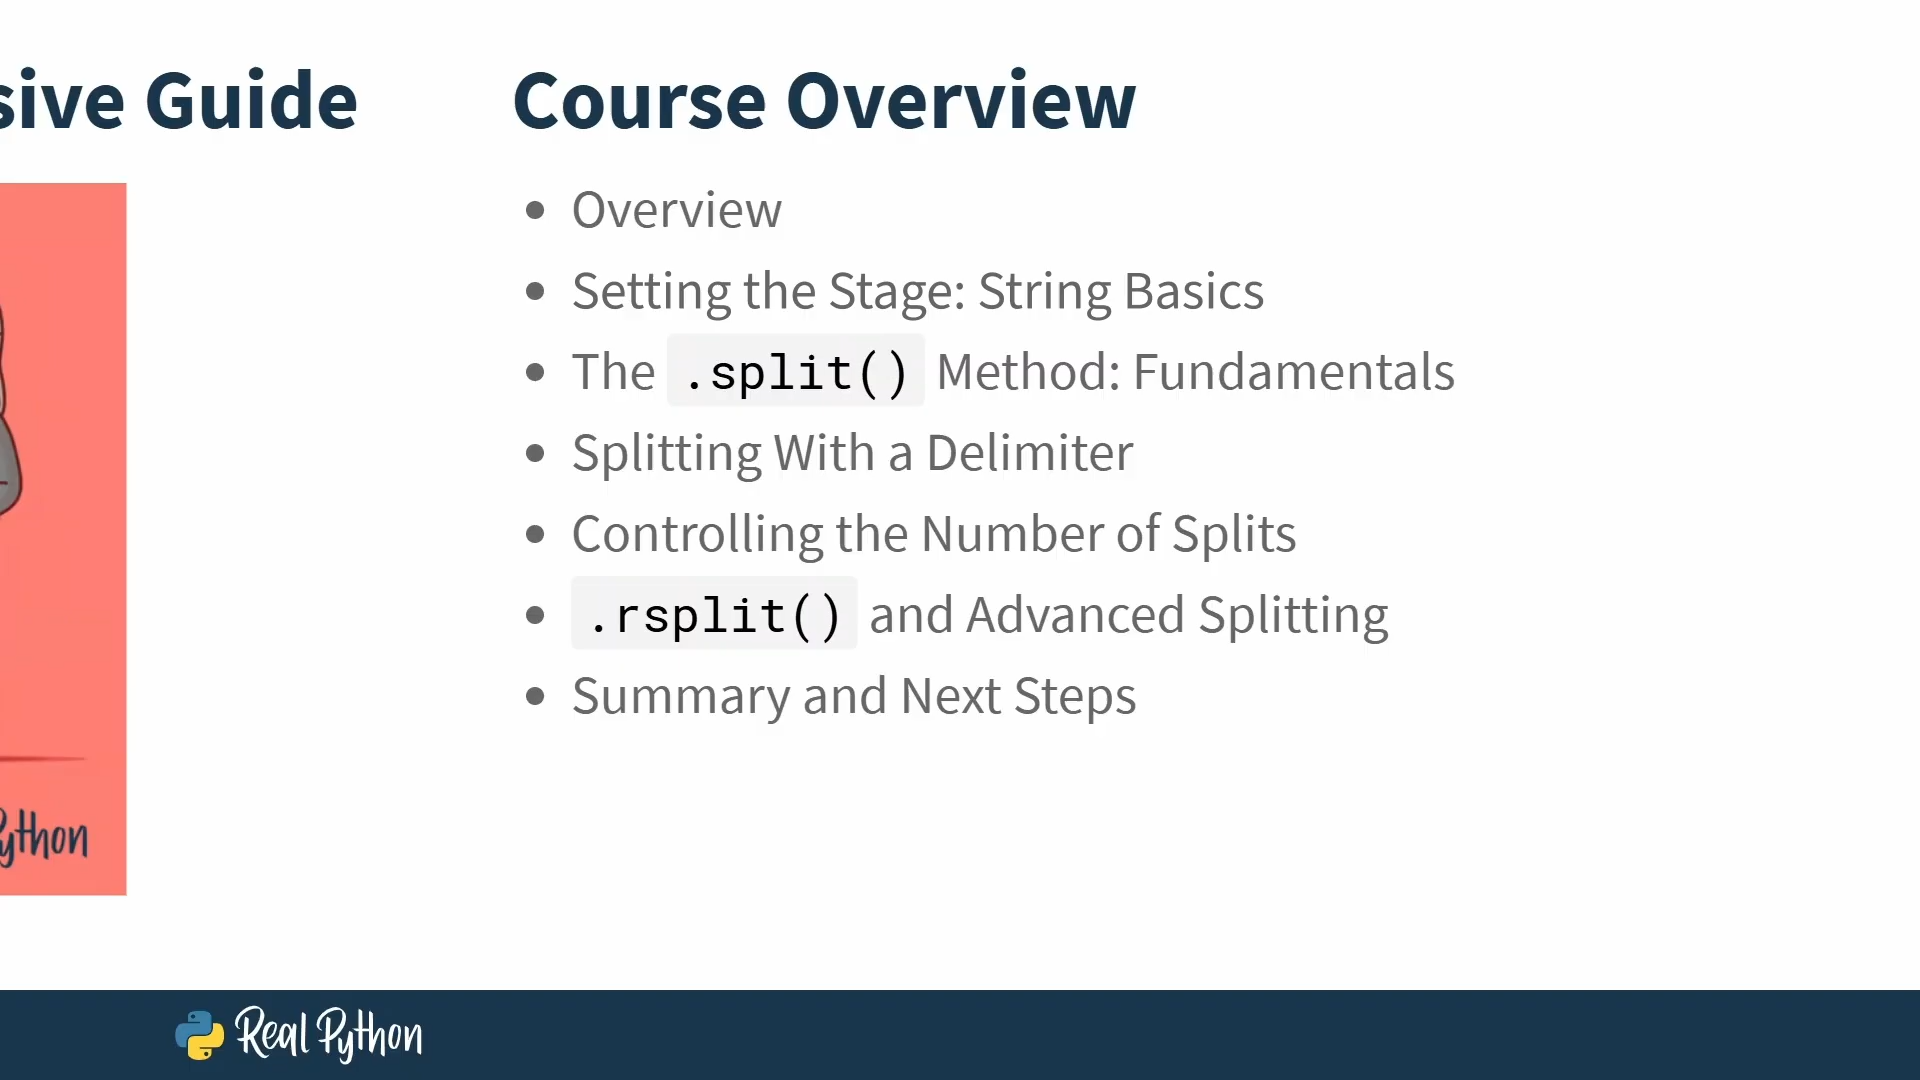 sive Guide
Course Overview
Overview
Setting the Stage: String Basics
The .split() Method: Fundamentals
Splitting With a Delimiter
Controlling the Number of Splits
.rsplit() and Advanced Splitting
Summary and Next Steps
Python
Real Python